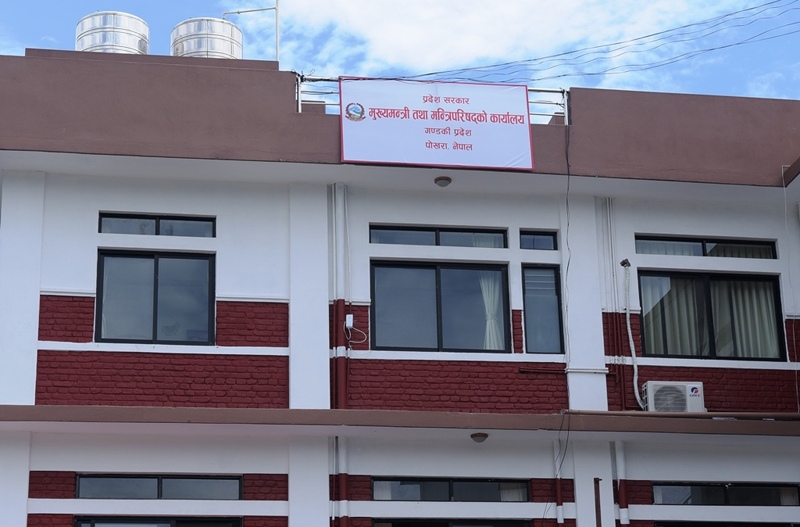 प्रदेश सरकार
मुख्यमन्त्री तथा मन्त्रिपरिषद्को कार्यालय
गण्डकी प्रदेश
पोखरा, नेपाल